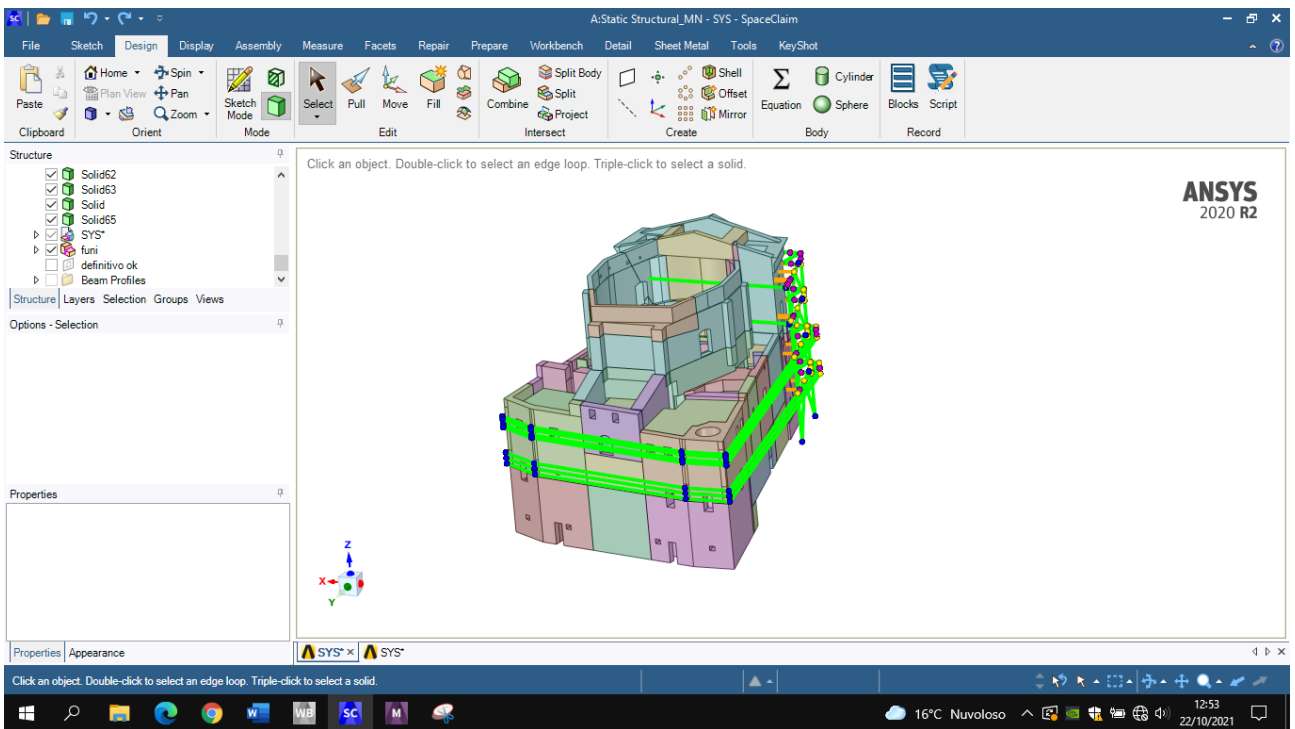 A:Static Structural_MN - SYS - SpaceClaim
File Sketch Design Display Assembly Measure Facets Repair Prepare Workbench Detail Sheet Metal Tools KeyShot
Paste
Clipboard
Home Spin
Plan View Pan
Zoom
Orient
Sketch Mode
Mode
Select Pull Move Fill
Edit
Combine
Split Body
Split
Project
Intersect
Shell
Offset
Mirror
Create
Equation
Cylinder
Sphere
Body
Blocks Script
Record
Structure
Solid62
Solid63
Solid
Solid65
SYS*
funi
definitivo ok
Beam Profiles
Structure Layers Selection Groups Views
Options - Selection
Properties
Properties Appearance
Click an object. Double-click to select an edge loop. Triple-click to select a solid.
ANSYS
2020 R2
Z
X
Y
SYS* SYS*
Click an object. Double-click to select an edge loop. Triple-click to select a solid.
WB SC M
16°C Nuvoloso
12:53
22/10/2021